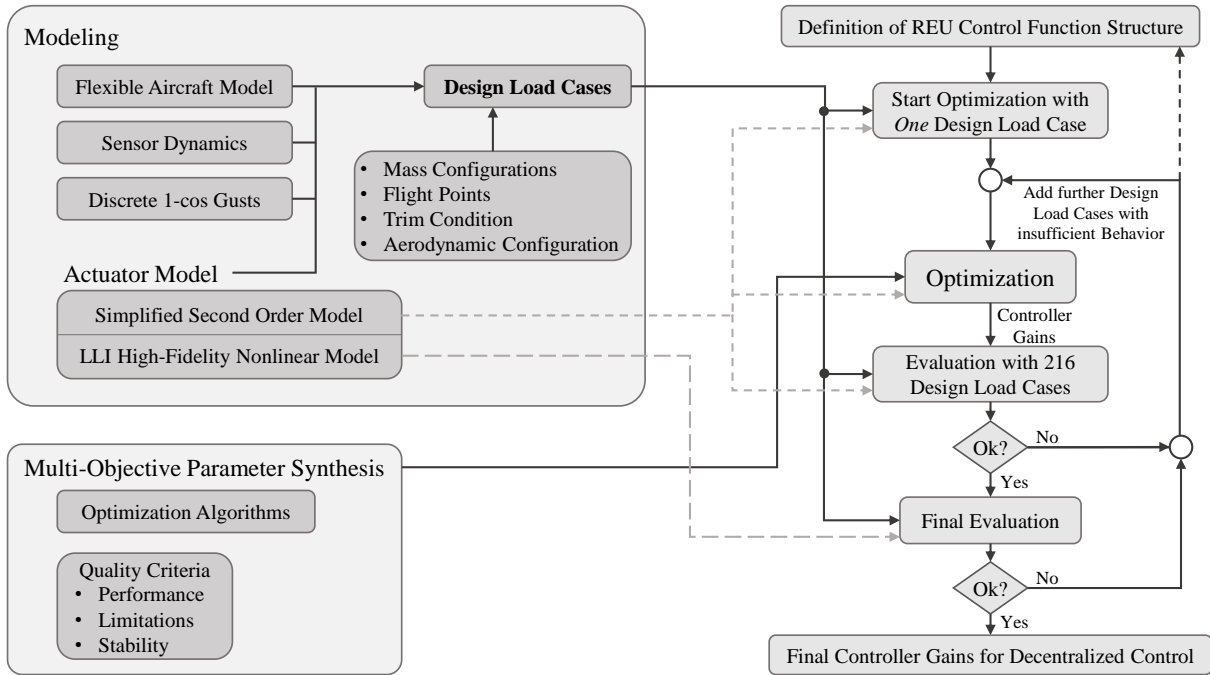 Modeling
Flexible Aircraft Model
Sensor Dynamics
Discrete 1-cos Gusts
Design Load Cases
• Mass Configurations
• Flight Points
• Trim Condition
• Aerodynamic Configuration
Actuator Model
Simplified Second Order Model
LLI High-Fidelity Nonlinear Model
Multi-Objective Parameter Synthesis
Optimization Algorithms
Quality Criteria
• Performance
• Limitations
• Stability
Definition of REU Control Function Structure
Start Optimization with
One Design Load Case
Add further Design
Load Cases with
insufficient Behavior
Optimization
Controller
Gains
Evaluation with 216
Design Load Cases
Ok?
No
Yes
Final Evaluation
Ok?
No
Yes
Final Controller Gains for Decentralized Control